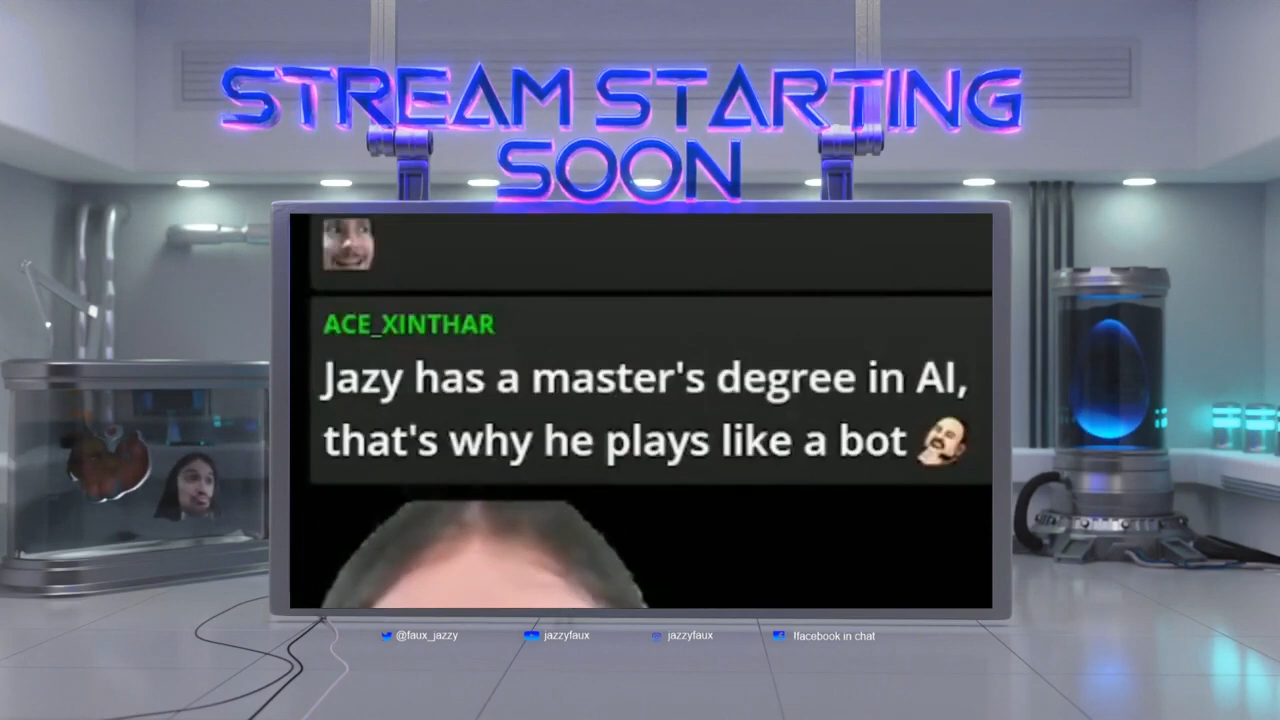 STREAM STARTING
SOON
ACE_XINTHAR
Jazy has a master's degree in AI,
that's why he plays like a bot
@faux_jazzy jazzyfaux jazzyfaux !facebook in chat